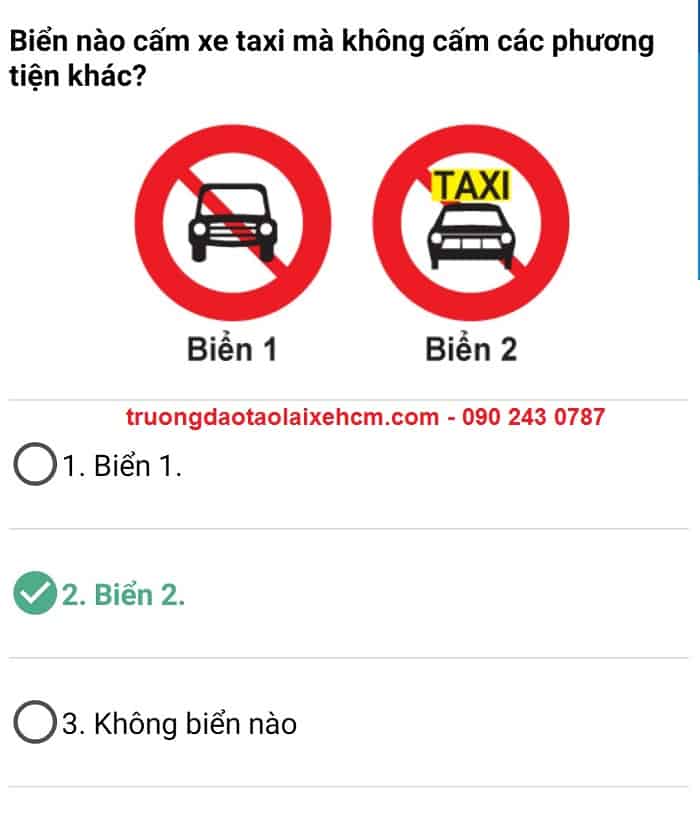 Biển nào cấm xe taxi mà không cấm các phương
tiện khác?
TAXI
Biển 1
Biển 2
truongdaotaolaixehcm.com - 090 243 0787
1. Biển 1.
2. Biển 2.
3. Không biển nào